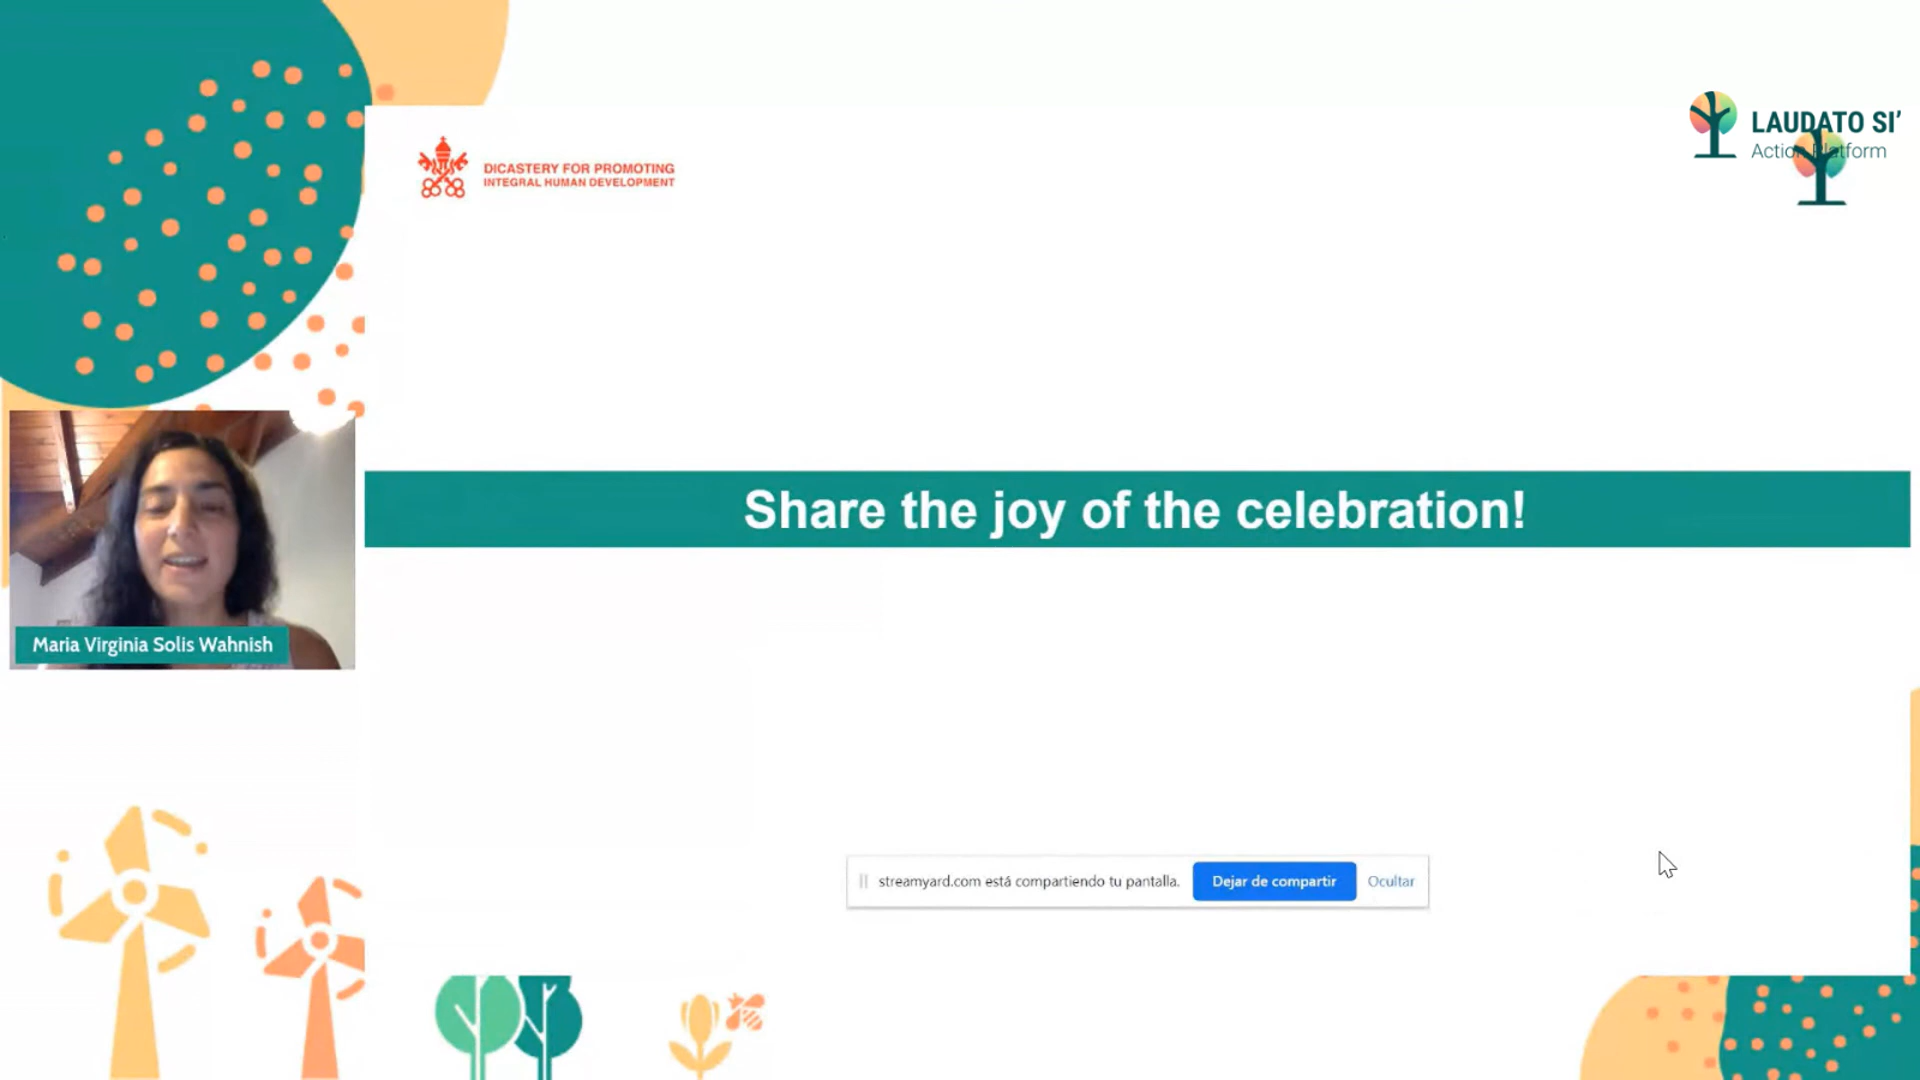 LAUDATO SI’
Action Platform
DICASTERY FOR PROMOTING
INTEGRAL HUMAN DEVELOPMENT
Share the joy of the celebration!
Maria Virginia Solis Wahnish
streamyard.com está compartiendo tu pantalla.
Dejar de compartir
Ocultar